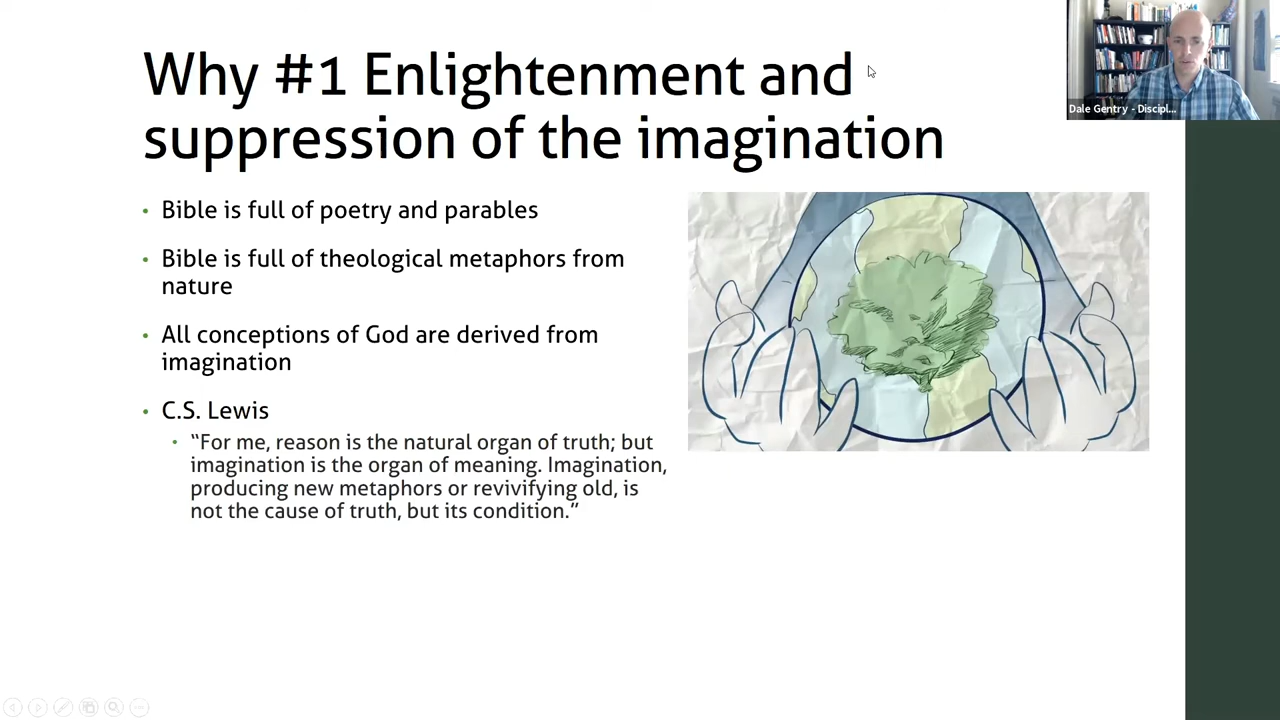 Why #1 Enlightenment and
suppression of the imagination
Dale Gentry - Discipl...
• Bible is full of poetry and parables
• Bible is full of theological metaphors from
nature
• All conceptions of God are derived from
imagination
• C.S. Lewis
• “For me, reason is the natural organ of truth; but
imagination is the organ of meaning. Imagination,
producing new metaphors or revivifying old, is
not the cause of truth, but its condition.”